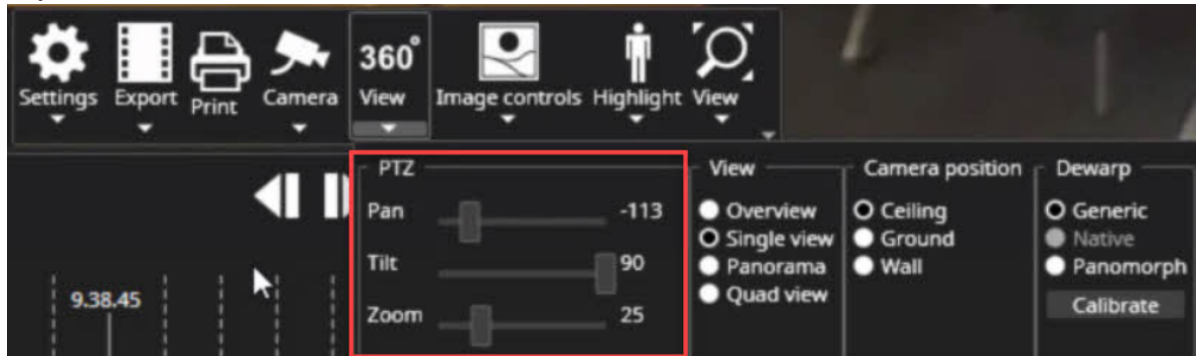 360°
Settings Export Print Camera View Image controls Highlight View
PTZ
Pan -113
Tilt 90
Zoom 25
View
Overview
Single view
Panorama
Quad view
Camera position
Ceiling
Ground
Wall
Dewarp
Generic
Native
Panomorph
Calibrate
9.38.45